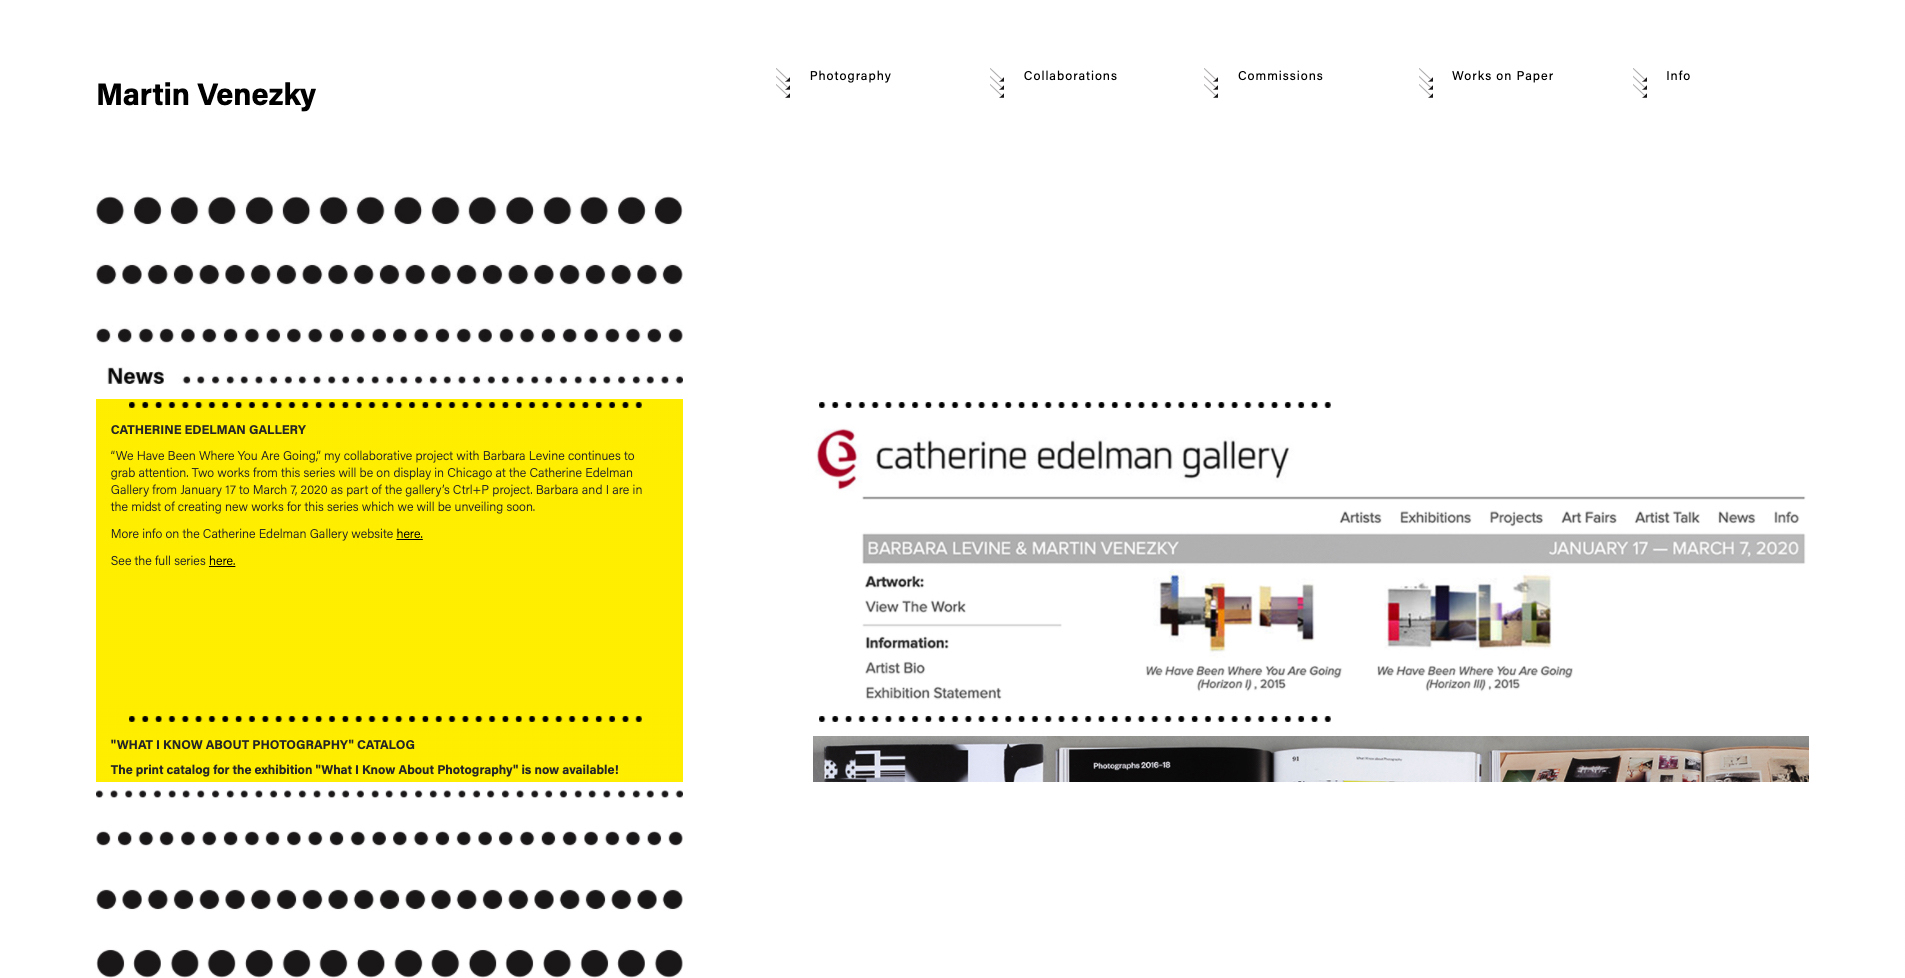 Martin Venezky
Photography
Collaborations
Commissions
Works on Paper
Info
News
CATHERINE EDELMAN GALLERY
“We Have Been Where You Are Going,” my collaborative project with Barbara Levine continues to
grab attention. Two works from this series will be on display in Chicago at the Catherine Edelman
Gallery from January 17 to March 7, 2020 as part of the gallery’s Ctrl+P project. Barbara and I are in
the midst of creating new works for this series which we will be unveiling soon.
More info on the Catherine Edelman Gallery website here.
See the full series here.
"WHAT I KNOW ABOUT PHOTOGRAPHY" CATALOG
The print catalog for the exhibition "What I Know About Photography" is now available!
catherine edelman gallery
Artists Exhibitions Projects Art Fairs Artist Talk News Info
BARBARA LEVINE & MARTIN VENEZKY JANUARY 17 — MARCH 7, 2020
Artwork:
View The Work
Information:
Artist Bio
Exhibition Statement
We Have Been Where You Are Going
(Horizon I) , 2015
We Have Been Where You Are Going
(Horizon III) , 2015
Photographs 2016–18
91